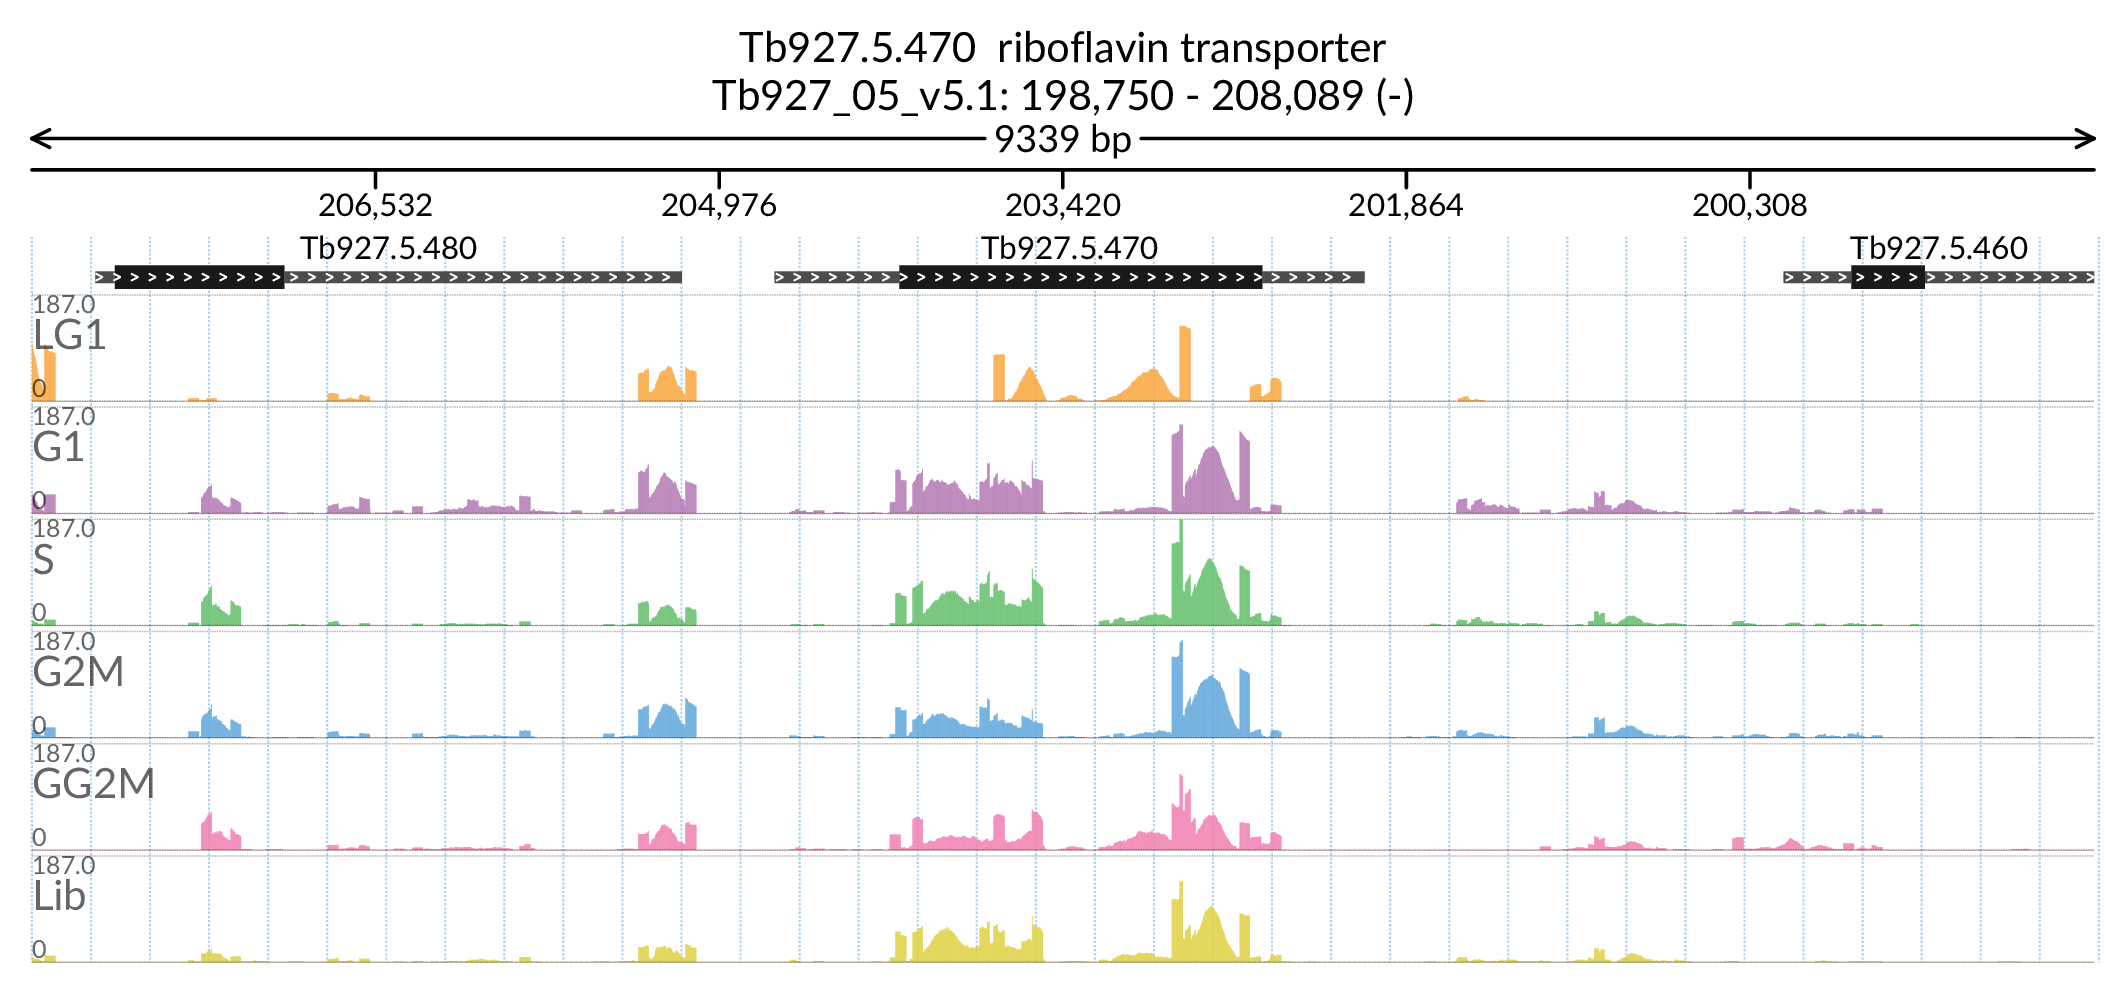 Tb927.5.470 riboflavin transporter
Tb927_05_v5.1: 198,750 - 208,089 (-)
9339 bp
206,532 204,976 203,420 201,864 200,308
Tb927.5.480 Tb927.5.470 Tb927.5.460
187.0
LG1
0
187.0
G1
0
187.0
S
0
187.0
G2M
0
187.0
GG2M
0
187.0
Lib
0